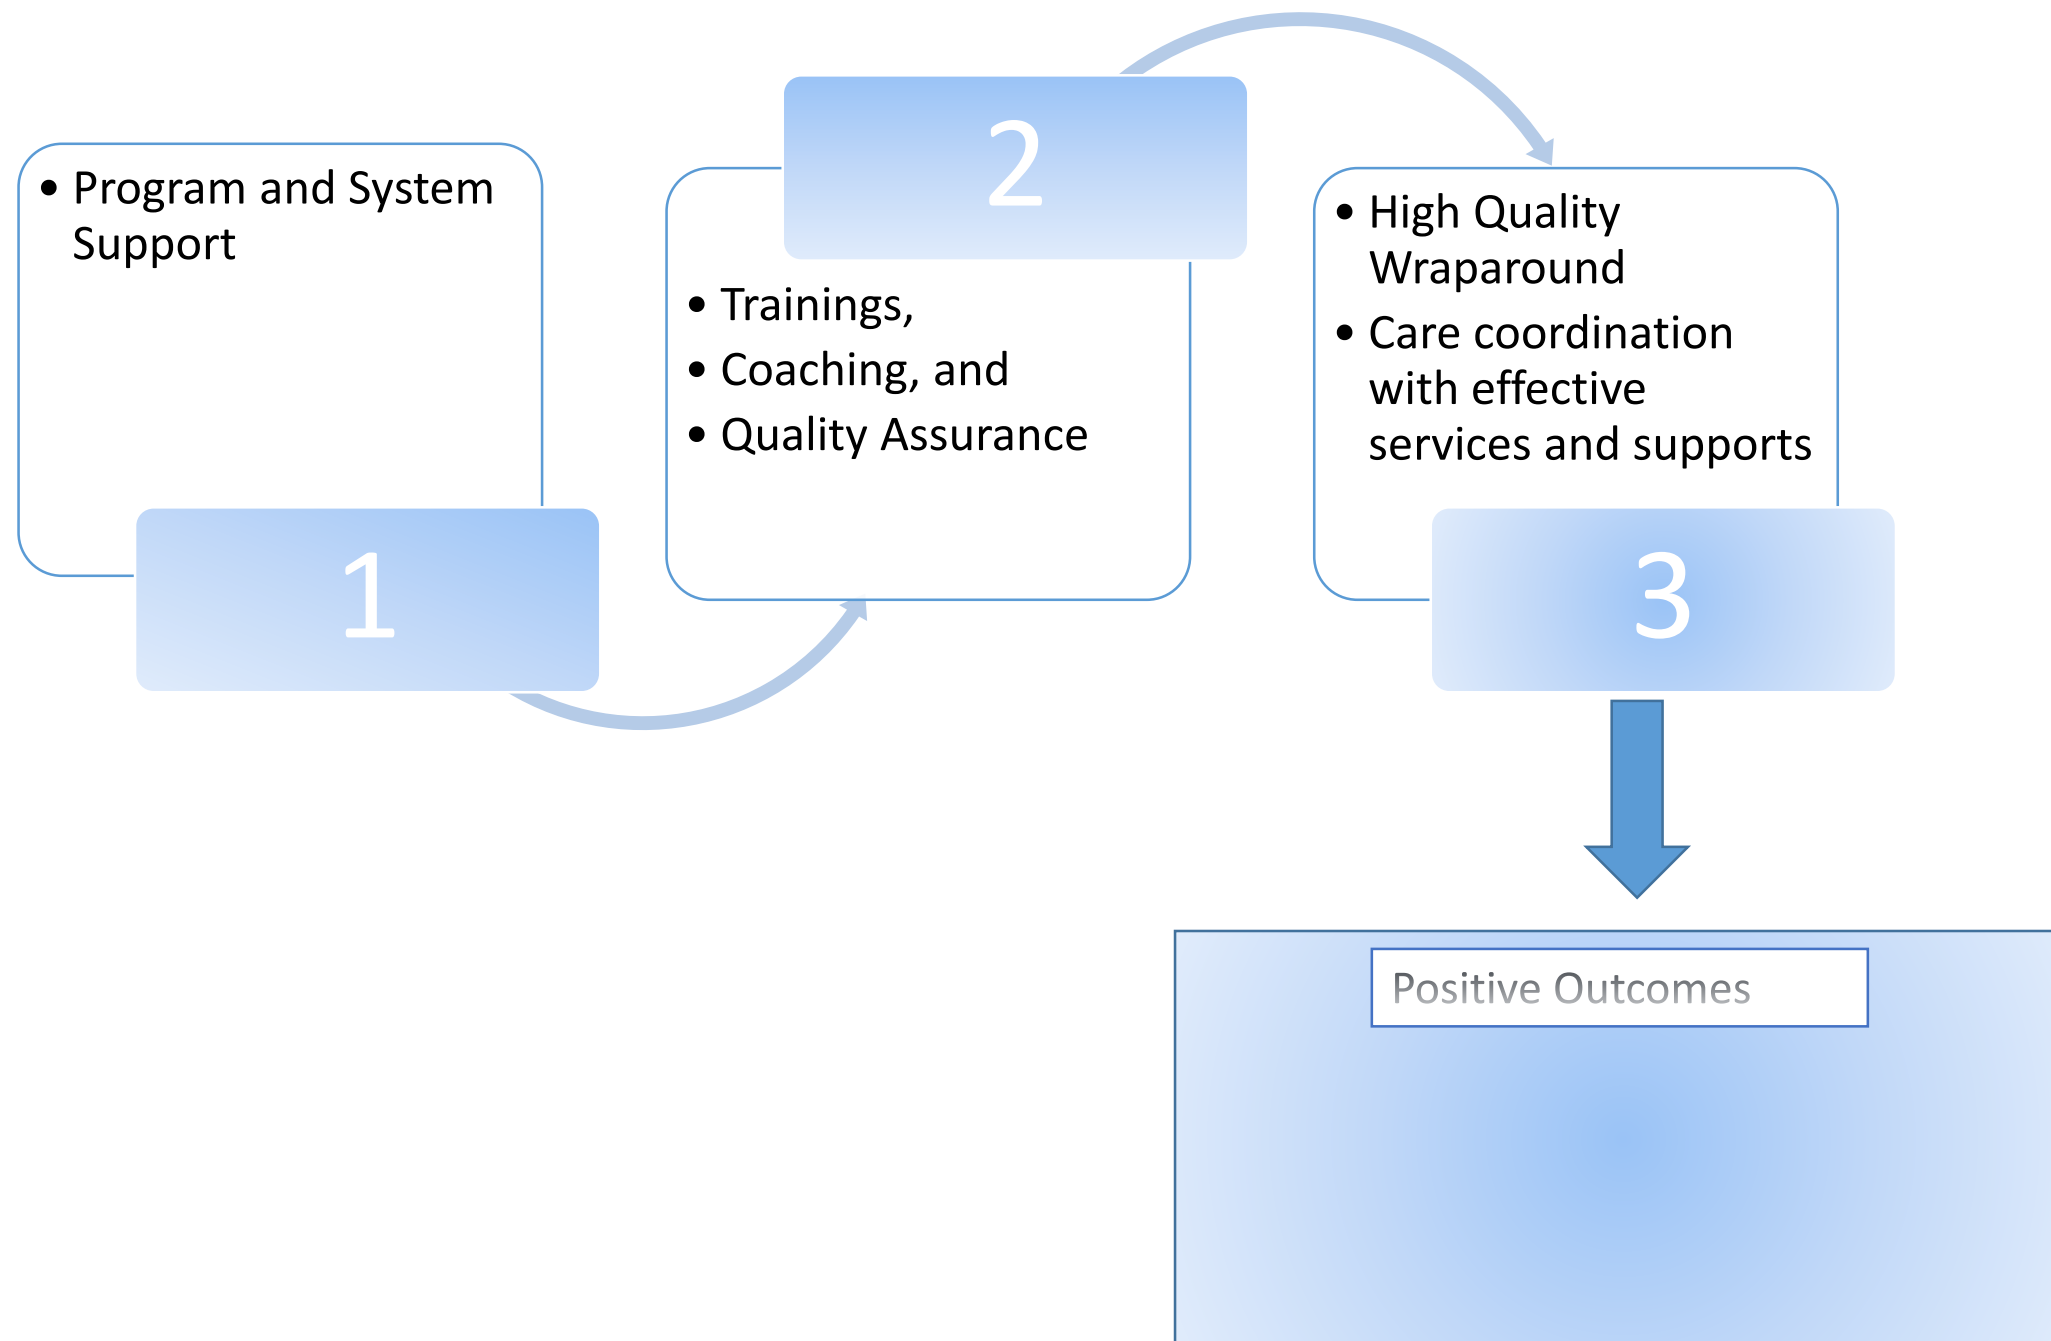 • Program and System
Support
1
2
• Trainings,
• Coaching, and
• Quality Assurance
• High Quality
Wraparound
• Care coordination
with effective
services and supports
3
Positive Outcomes